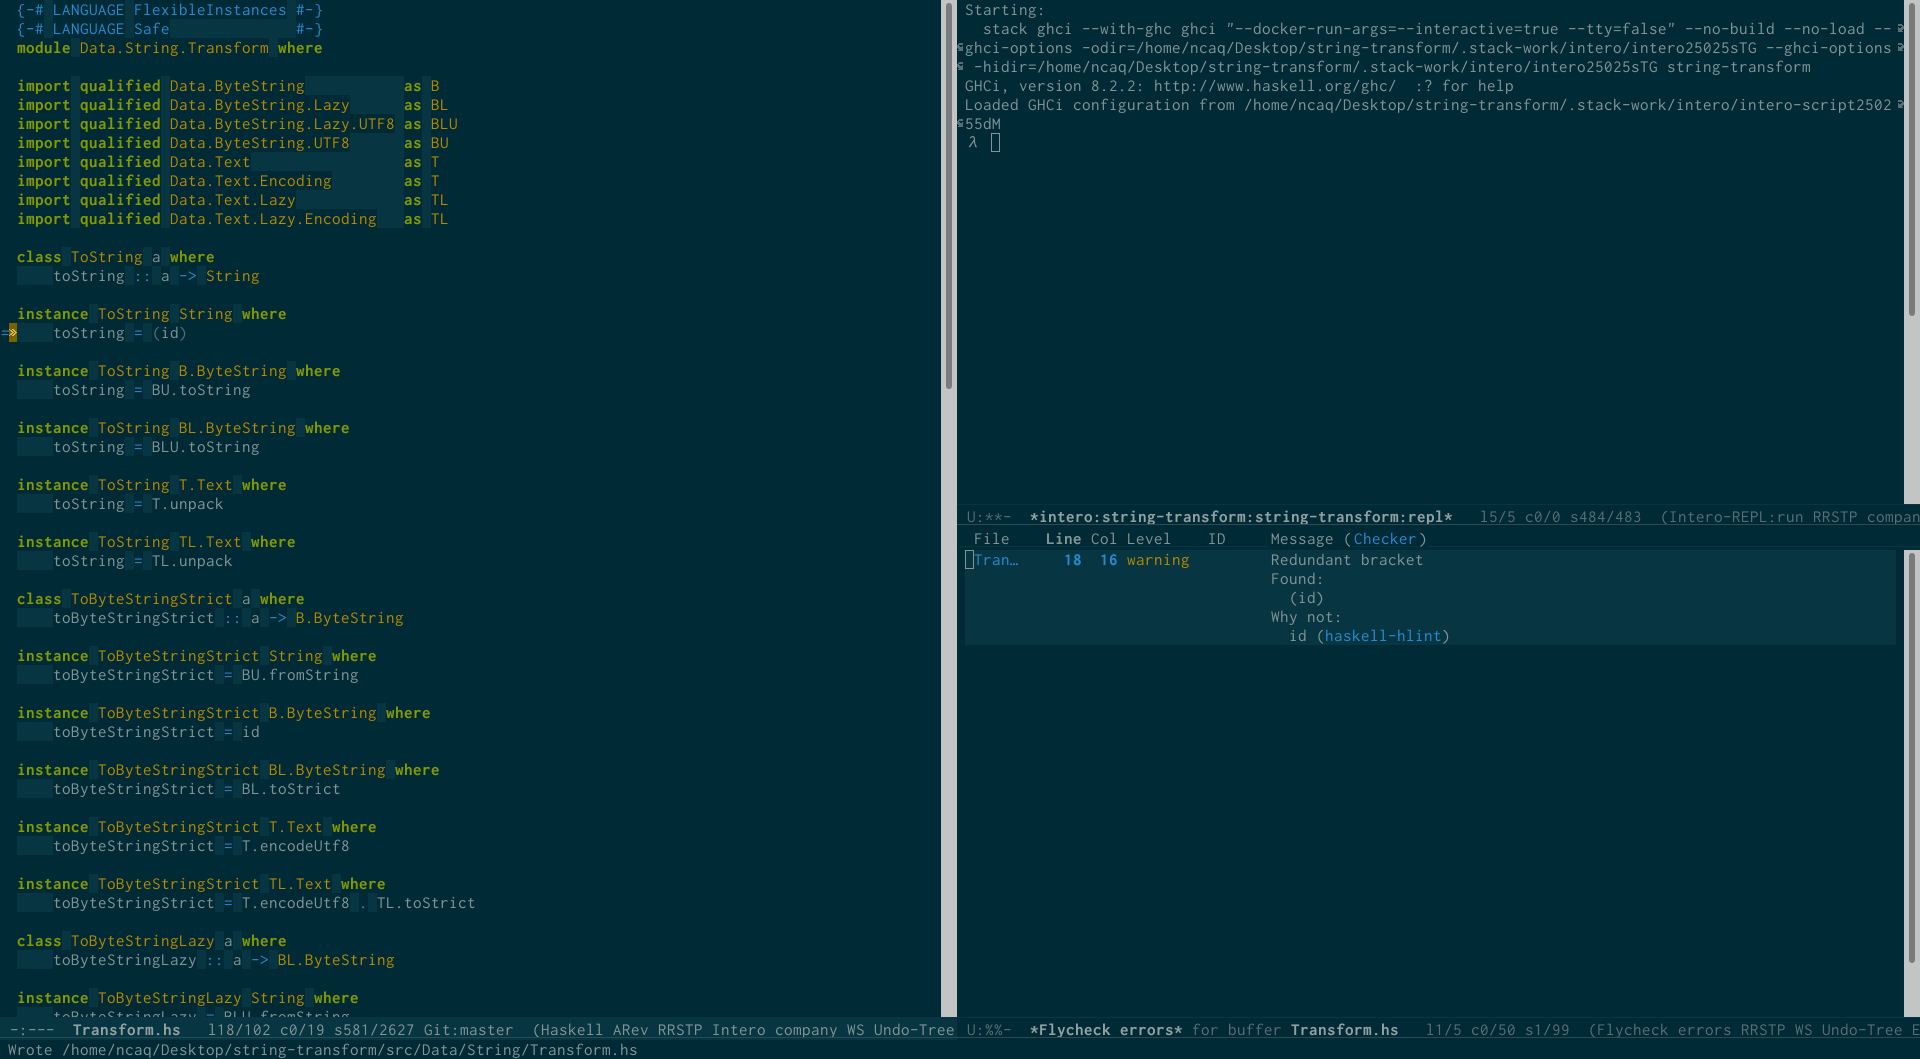 {-# LANGUAGE FlexibleInstances #-}
{-# LANGUAGE Safe              #-}
module Data.String.Transform where
import qualified Data.ByteString           as B
import qualified Data.ByteString.Lazy      as BL
import qualified Data.ByteString.Lazy.UTF8 as BLU
import qualified Data.ByteString.UTF8      as BU
import qualified Data.Text                 as T
import qualified Data.Text.Encoding        as T
import qualified Data.Text.Lazy            as TL
import qualified Data.Text.Lazy.Encoding   as TL
class ToString a where
    toString :: a -> String
instance ToString String where
=>    toString = (id)
instance ToString B.ByteString where
    toString = BU.toString
instance ToString BL.ByteString where
    toString = BLU.toString
instance ToString T.Text where
    toString = T.unpack
instance ToString TL.Text where
    toString = TL.unpack
class ToByteStringStrict a where
    toByteStringStrict :: a -> B.ByteString
instance ToByteStringStrict String where
    toByteStringStrict = BU.fromString
instance ToByteStringStrict B.ByteString where
    toByteStringStrict = id
instance ToByteStringStrict BL.ByteString where
    toByteStringStrict = BL.toStrict
instance ToByteStringStrict T.Text where
    toByteStringStrict = T.encodeUtf8
instance ToByteStringStrict TL.Text where
    toByteStringStrict = T.encodeUtf8 . TL.toStrict
class ToByteStringLazy a where
    toByteStringLazy :: a -> BL.ByteString
instance ToByteStringLazy String where
    toByteStringLazy = BLU.fromString
-:---  Transform.hs   l18/102 c0/19 s581/2627 Git:master  (Haskell ARev RRSTP Intero company WS Undo-Tree
Wrote /home/ncaq/Desktop/string-transform/src/Data/String/Transform.hs
Starting:
  stack ghci --with-ghc ghci "--docker-run-args=--interactive=true --tty=false" --no-build --no-load --
ghci-options -odir=/home/ncaq/Desktop/string-transform/.stack-work/intero/intero25025sTG --ghci-options
 -hidir=/home/ncaq/Desktop/string-transform/.stack-work/intero/intero25025sTG string-transform
GHCi, version 8.2.2: http://www.haskell.org/ghc/  :? for help
Loaded GHCi configuration from /home/ncaq/Desktop/string-transform/.stack-work/intero/intero-script2502
55dM
λ
U:**-  *intero:string-transform:string-transform:repl*   l5/5 c0/0 s484/483  (Intero-REPL:run RRSTP compan
File    Line Col Level    ID     Message (Checker)
Tran…     18  16 warning         Redundant bracket
Found:
  (id)
Why not:
  id (haskell-hlint)
U:%%-  *Flycheck errors* for buffer Transform.hs   l1/5 c0/50 s1/99  (Flycheck errors RRSTP WS Undo-Tree E